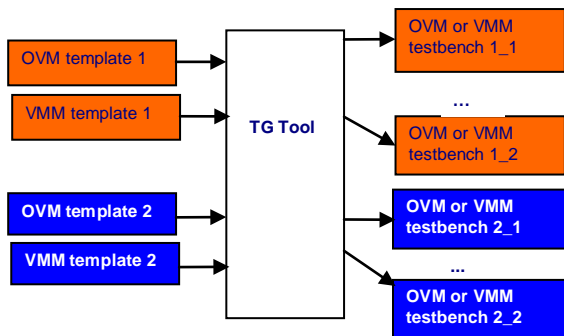 OVM template 1
VMM template 1
OVM template 2
VMM template 2
TG Tool
OVM or VMM
testbench 1_1
...
OVM or VMM
testbench 1_2
OVM or VMM
testbench 2_1
...
OVM or VMM
testbench 2_2